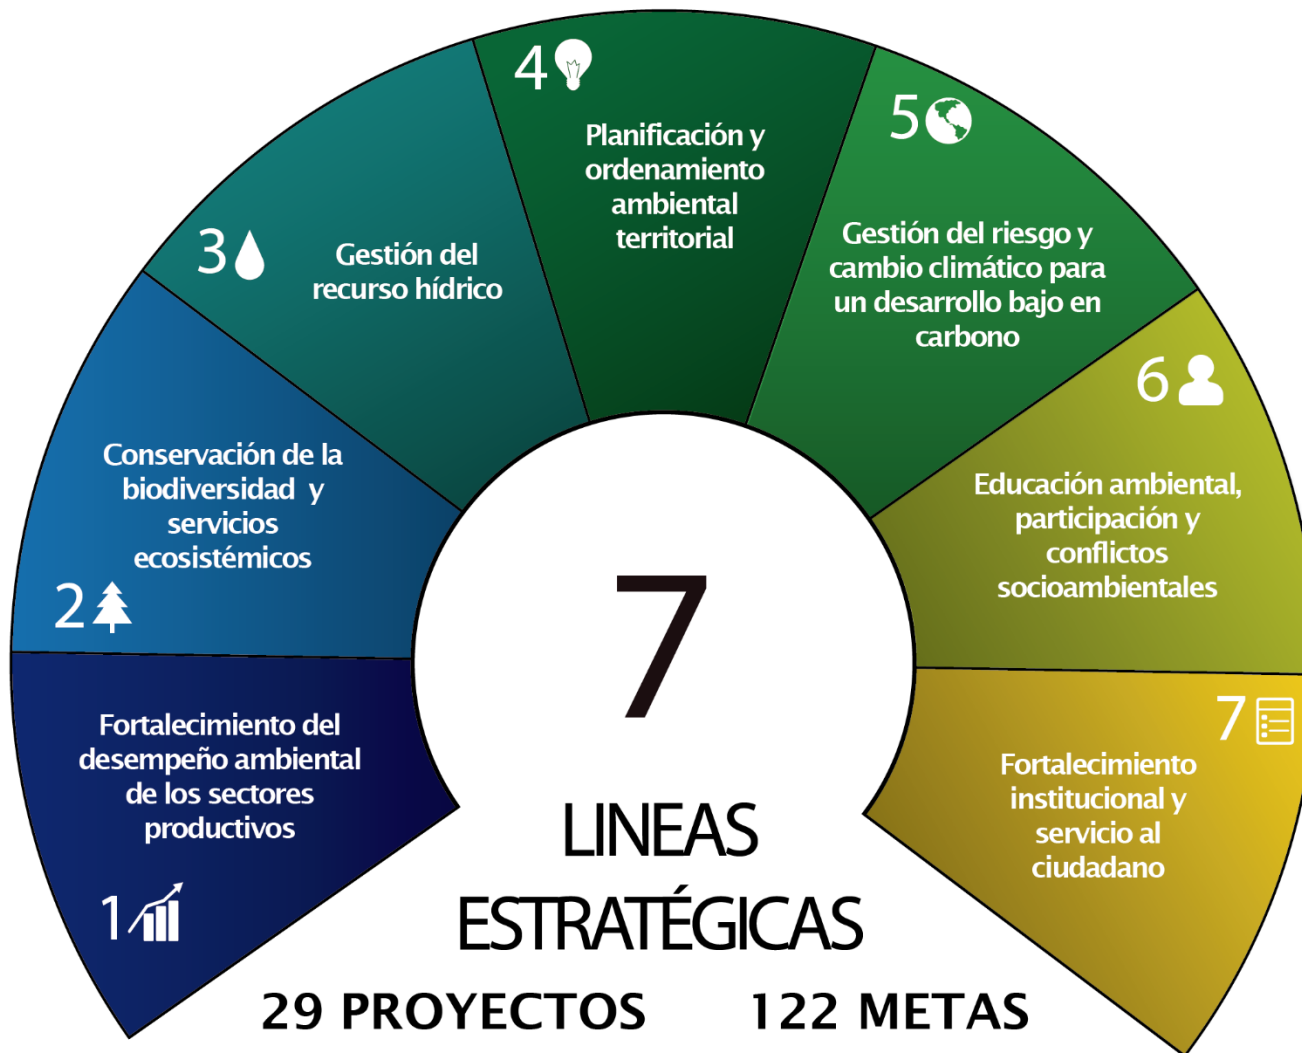 1
Fortalecimiento del
desempeño ambiental
de los sectores
productivos
2
Conservación de la
biodiversidad y
servicios
ecosistémicos
3
Gestión del
recurso hídrico
4
Planificación y
ordenamiento
ambiental
territorial
5
Gestión del riesgo y
cambio climático para
un desarrollo bajo en
carbono
6
Educación ambiental,
participación y
conflictos
socioambientales
7
Fortalecimiento
institucional y
servicio al
ciudadano
7
LINEAS
ESTRATÉGICAS
29 PROYECTOS 122 METAS